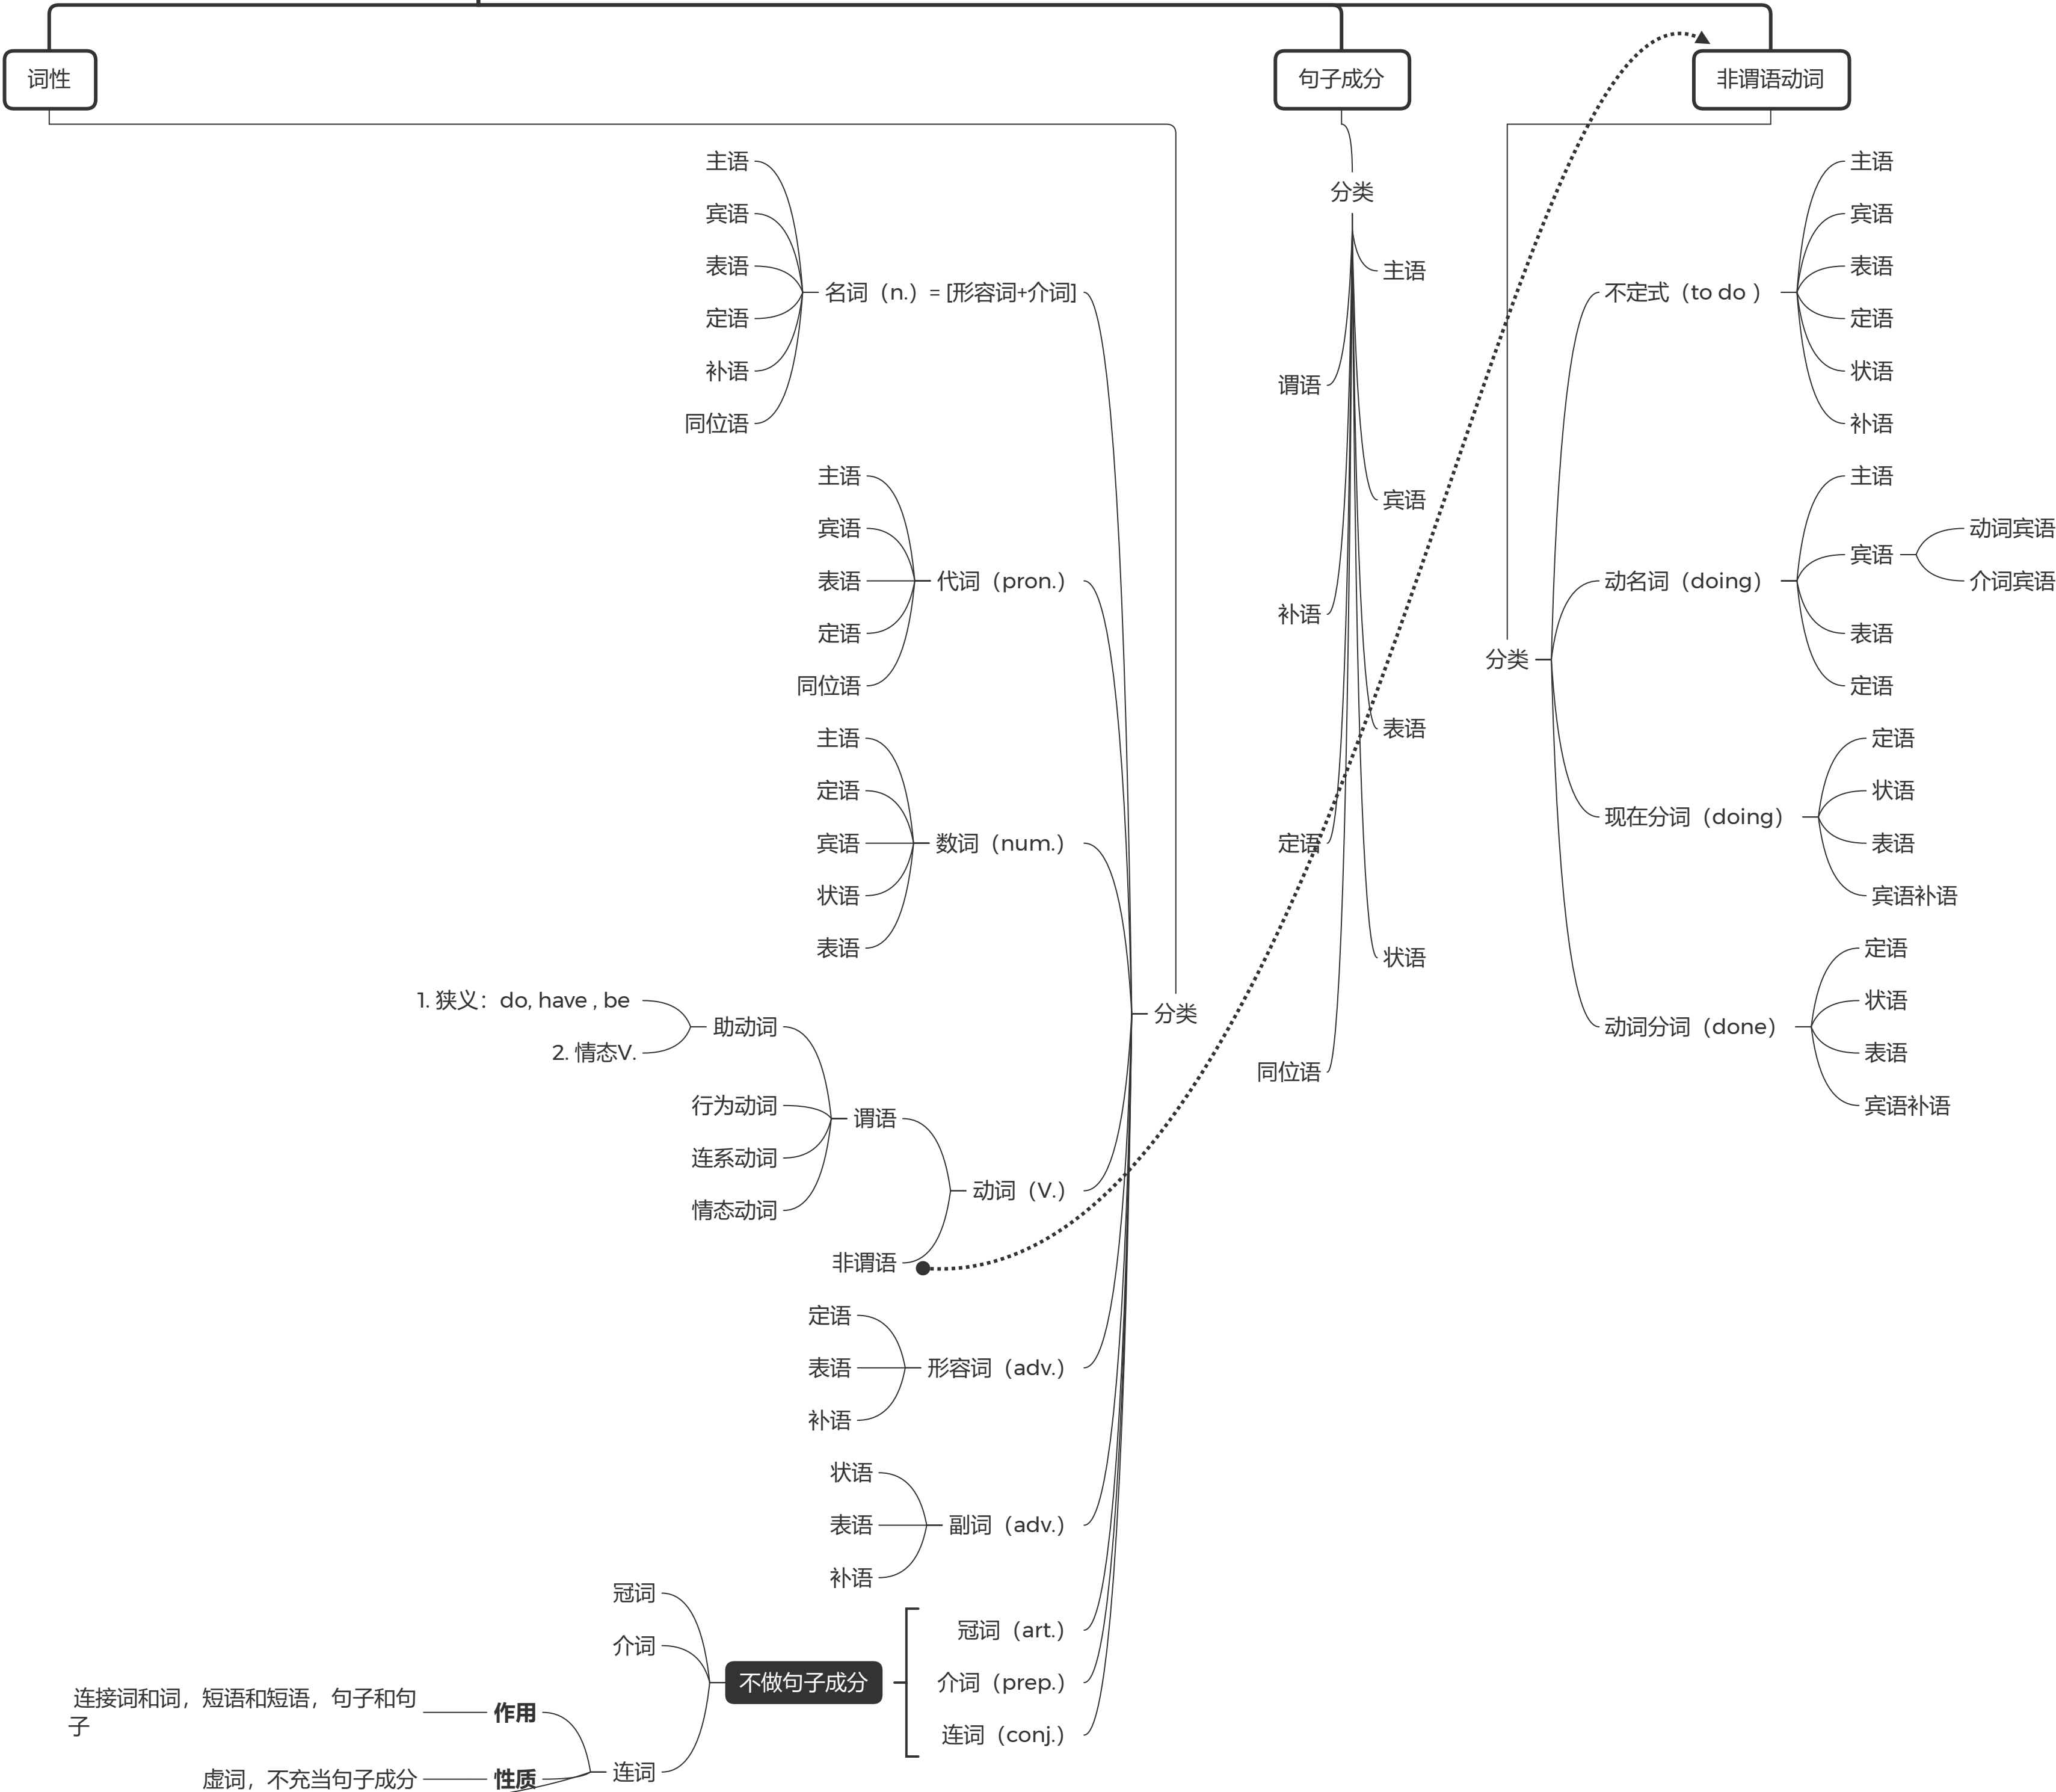 词性
句子成分
非谓语动词
主语
宾语
表语
定语
补语
同位语
名词（n.）= [形容词+介词]
主语
宾语
表语
定语
同位语
代词（pron.）
主语
定语
宾语
状语
表语
数词（num.）
1. 狭义：do, have , be
2. 情态V.
助动词
行为动词
连系动词
情态动词
谓语
非谓语
动词（V.）
定语
表语
补语
形容词（adv.）
状语
表语
补语
副词（adv.）
冠词（art.）
介词（prep.）
连词（conj.）
不做句子成分
冠词
介词
连词
作用
连接词和词，短语和短语，句子和句
子
性质
虚词，不充当句子成分
分类
分类
主语
谓语
宾语
补语
表语
定语
状语
同位语
分类
不定式（to do ）
主语
宾语
表语
定语
状语
补语
动名词（doing）
主语
宾语
动词宾语
介词宾语
表语
定语
现在分词（doing）
定语
状语
表语
宾语补语
动词分词（done）
定语
状语
表语
宾语补语